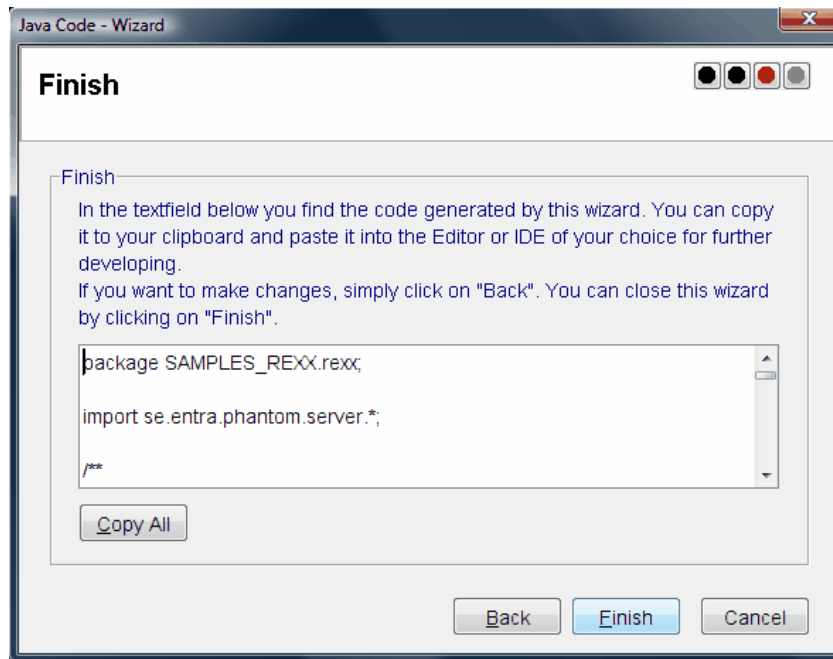 Java Code - Wizard
Finish
Finish
In the textfield below you find the code generated by this wizard. You can copy
it to your clipboard and paste it into the Editor or IDE of your choice for further
developing.
If you want to make changes, simply click on "Back". You can close this wizard
by clicking on "Finish".
package SAMPLES_REXX.rexx;
import se.entra.phantom.server.*;
/**
Copy All
Back Finish Cancel